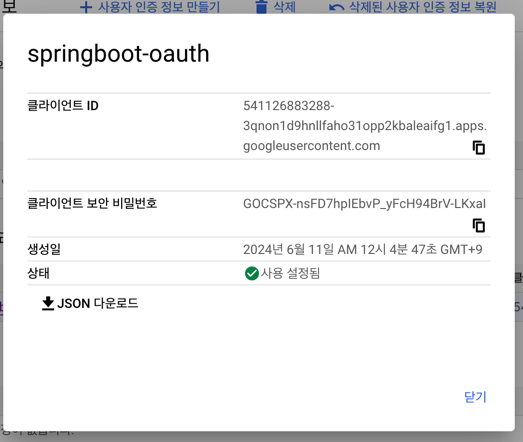 보 사용자 인증 정보 만들기 삭제 삭제된 사용자 인증 정보 복원
springboot-oauth
클라이언트 ID
541126883288-
3qnon1d9hnllfaho31opp2kbaleaifg1.apps.
googleusercontent.com
클라이언트 보안 비밀번호 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
생성일 2024년 6월 11일 AM 12시 4분 47초 GMT+9
상태 사용 설정됨
JSON 다운로드
닫기